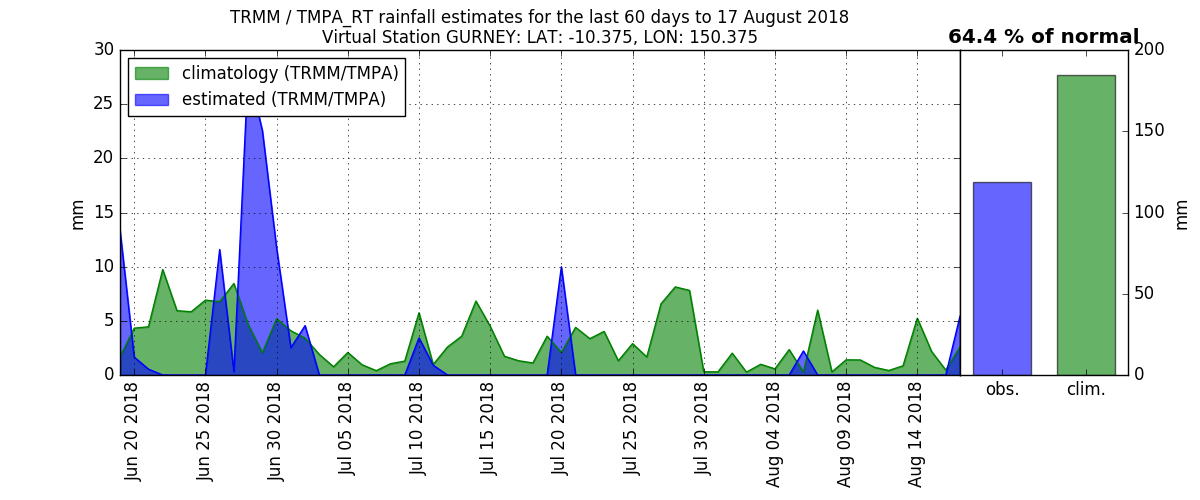 TRMM / TMPA_RT rainfall estimates for the last 60 days to 17 August 2018
Virtual Station GURNEY: LAT: -10.375, LON: 150.375
64.4 % of normal
climatology (TRMM/TMPA)
estimated (TRMM/TMPA)
30
25
20
15
10
5
0
mm
Jun 20 2018
Jun 25 2018
Jun 30 2018
Jul 05 2018
Jul 10 2018
Jul 15 2018
Jul 20 2018
Jul 25 2018
Jul 30 2018
Aug 04 2018
Aug 09 2018
Aug 14 2018
200
150
100
50
0
mm
obs.
clim.